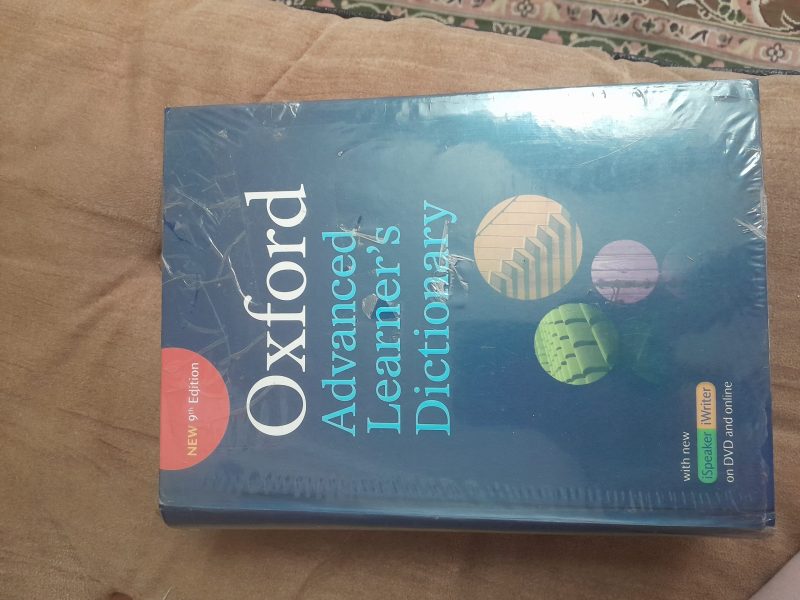 NEW 9th Edition
Oxford
Advanced
Learner's
Dictionary
with new
iSpeaker iWriter
on DVD and online